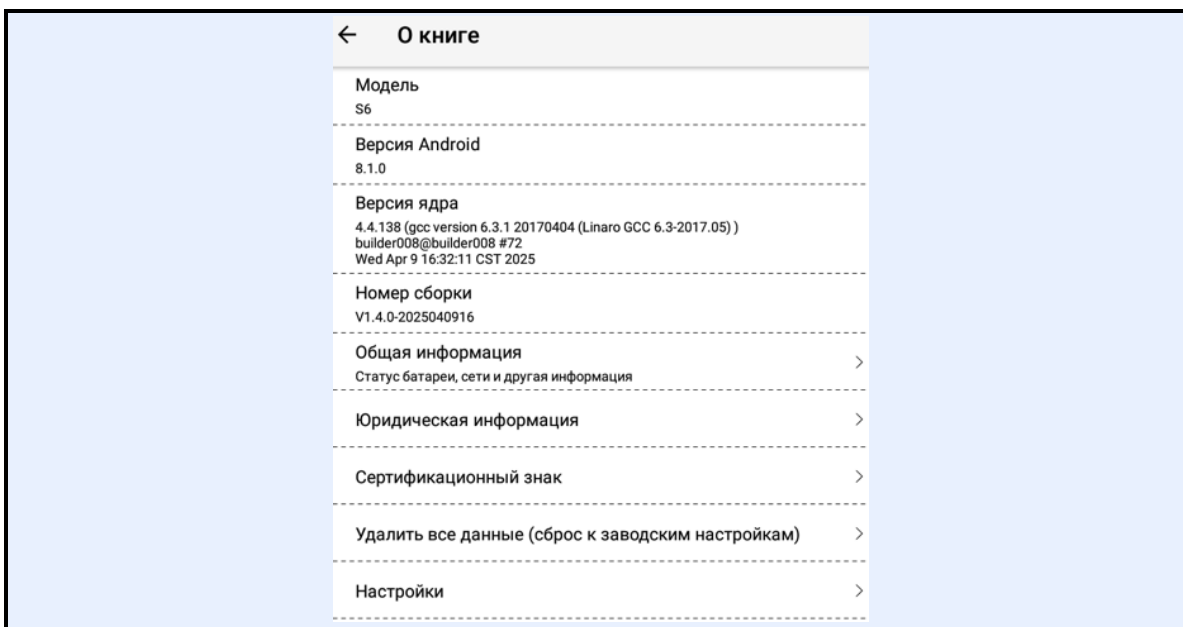 О книге
Модель
S6
Версия Android
8.1.0
Версия ядра
4.4.138 (gcc version 6.3.1 20170404 (Linaro GCC 6.3-2017.05) )
builder008@builder008 #72
Wed Apr 9 16:32:11 CST 2025
Номер сборки
V1.4.0-2025040916
Общая информация
Статус батареи, сети и другая информация
Юридическая информация
Сертификационный знак
Удалить все данные (сброс к заводским настройкам)
Настройки